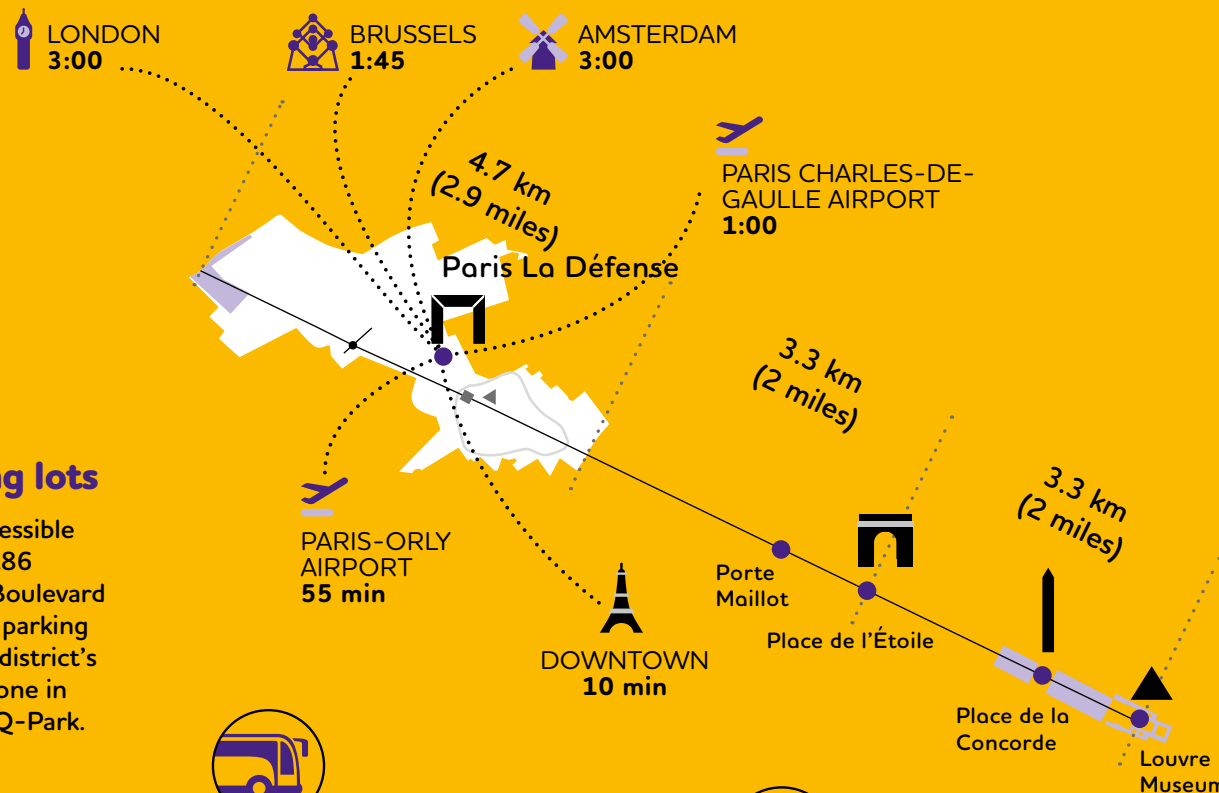 LONDON
3:00
BRUSSELS
1:45
AMSTERDAM
3:00
4.7 km
(2.9 miles)
PARIS CHARLES-DE-
GAULLE AIRPORT
1:00
Paris La Défense
3.3 km
(2 miles)
3.3 km
(2 miles)
PARIS-ORLY
AIRPORT
55 min
DOWNTOWN
10 min
Porte
Maillot
Place de l'Étoile
Place de la
Concorde
Louvre
Museum
g lots
essible
86
Boulevard
parking
district's
one in
Q-Park.